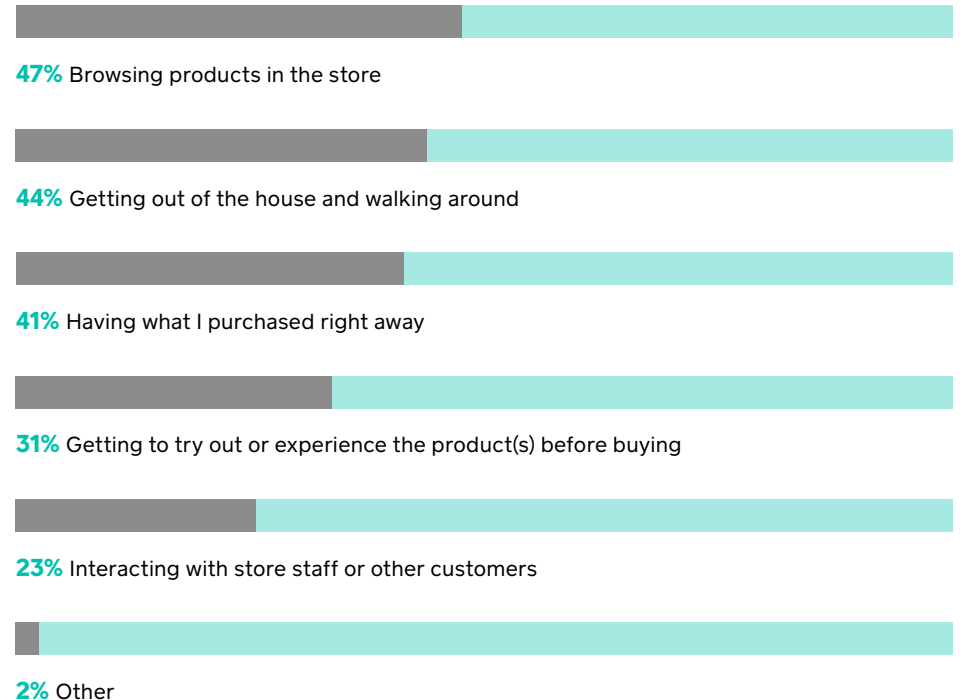 47% Browsing products in the store
44% Getting out of the house and walking around
41% Having what I purchased right away
31% Getting to try out or experience the product(s) before buying
23% Interacting with store staff or other customers
2% Other